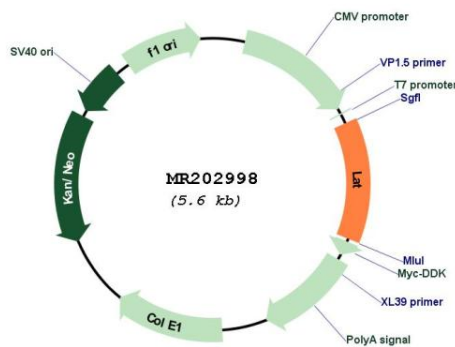 CMV promoter
SV40 ori
f1 ori
VP1.5 primer
T7 promoter
SgfI
Kan/Neo
MR202998
(5.6 kb)
Lat
MluI
Myc-DDK
XL39 primer
Col E1
PolyA signal